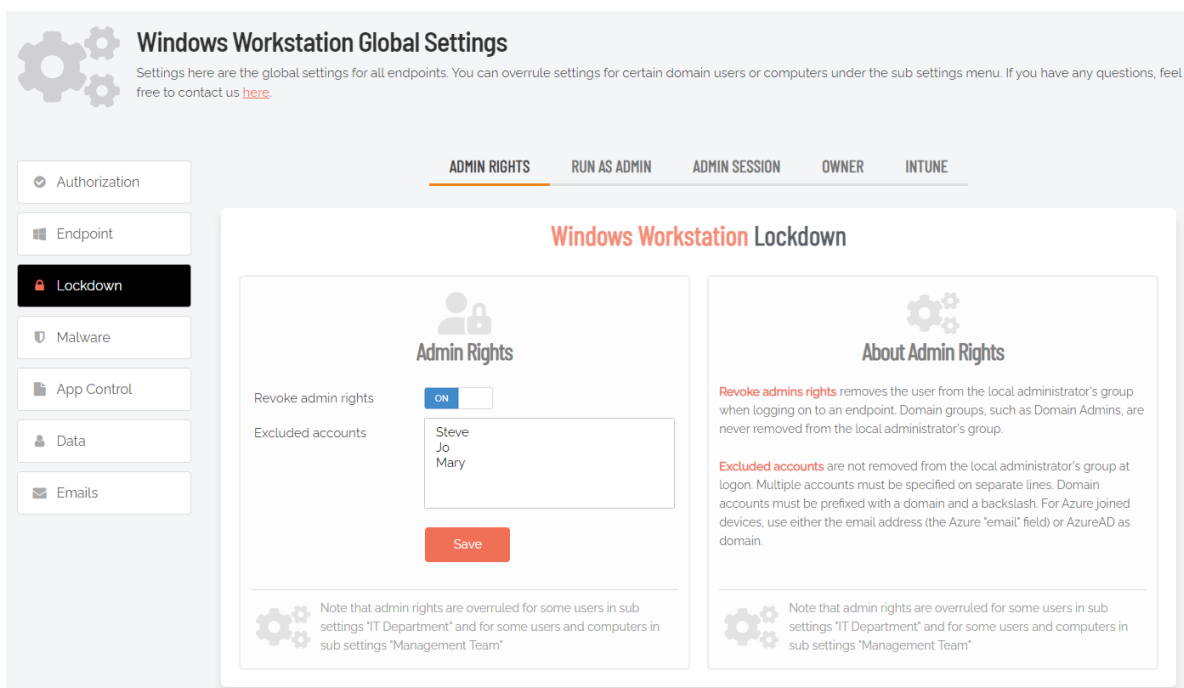 Windows Workstation Global Settings
Settings here are the global settings for all endpoints. You can overrule settings for certain domain users or computers under the sub settings menu. If you have any questions, feel
free to contact us here.
ADMIN RIGHTS
RUN AS ADMIN
ADMIN SESSION
OWNER
INTUNE
Authorization
Endpoint
Lockdown
Malware
App Control
Data
Emails
Windows Workstation Lockdown
Admin Rights
Revoke admin rights
ON
Excluded accounts
Steve
Jo
Mary
Save
Note that admin rights are overruled for some users in sub
settings "IT Department" and for some users and computers in
sub settings "Management Team"
About Admin Rights
Revoke admins rights removes the user from the local administrator's group
when logging on to an endpoint. Domain groups, such as Domain Admins, are
never removed from the local administrator's group.
Excluded accounts are not removed from the local administrator's group at
logon. Multiple accounts must be specified on separate lines. Domain
accounts must be prefixed with a domain and a backslash. For Azure joined
devices, use either the email address (the Azure "email" field) or AzureAD as
domain.
Note that admin rights are overruled for some users in sub
settings "IT Department" and for some users and computers in
sub settings "Management Team"